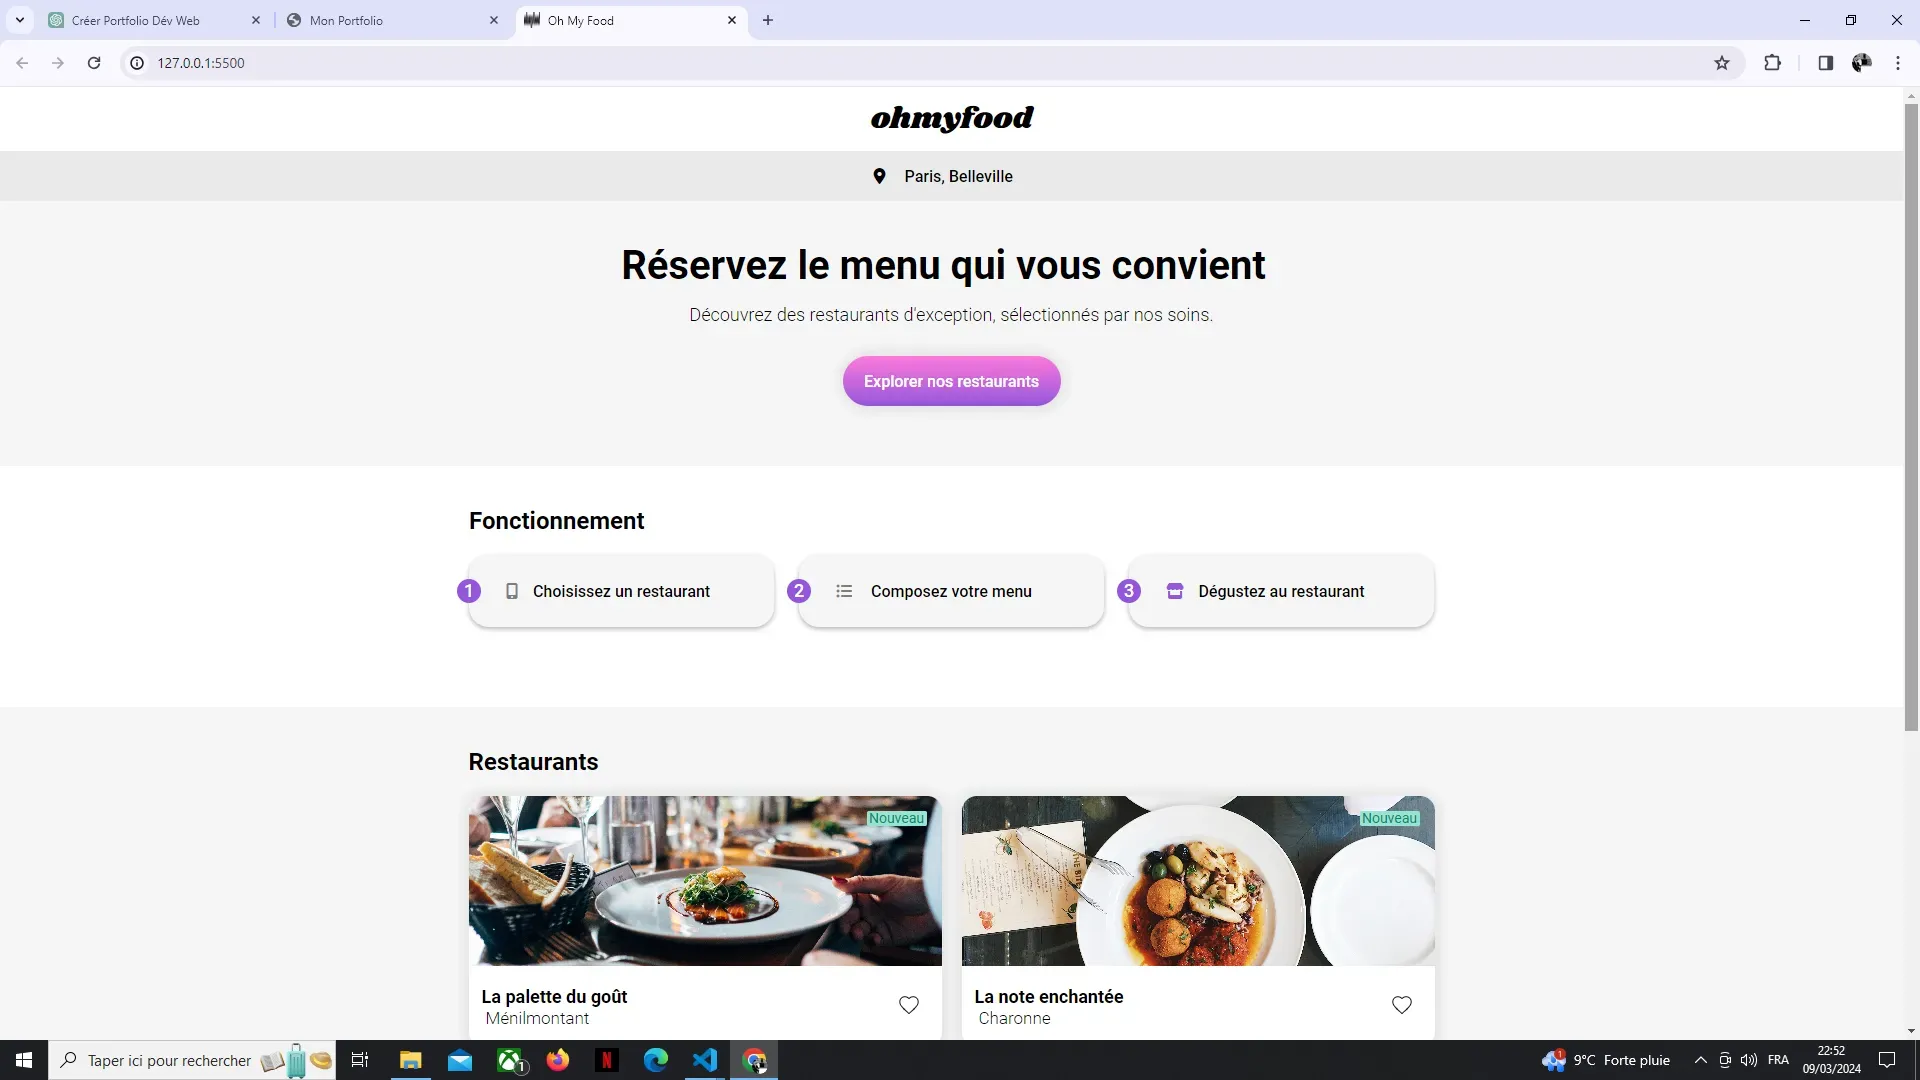 Créer Portfolio Dév Web
Mon Portfolio
Oh My Food
127.0.0.1:5500
ohmyfood
Paris, Belleville
Réservez le menu qui vous convient
Découvrez des restaurants d'exception, sélectionnés par nos soins.
Explorer nos restaurants
Fonctionnement
1 Choisissez un restaurant
2 Composez votre menu
3 Dégustez au restaurant
Restaurants
Nouveau
Nouveau
La palette du goût
Ménilmontant
La note enchantée
Charonne
Taper ici pour rechercher
1
N
1
9°C Forte pluie
FRA
22:52
09/03/2024